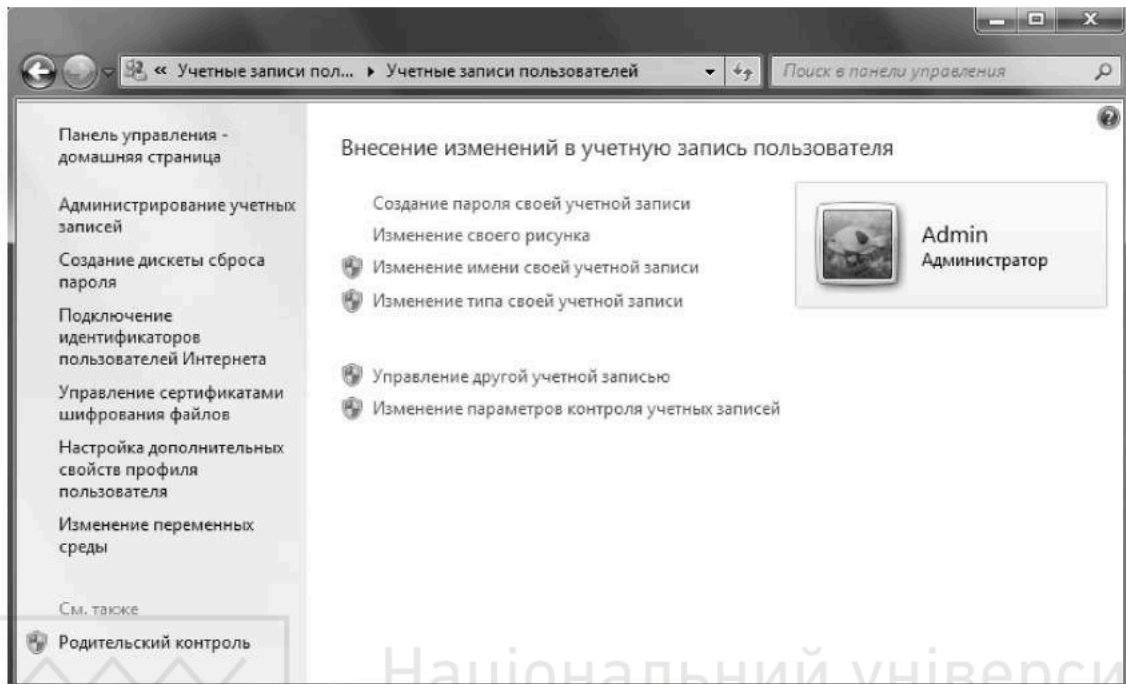 « Учетные записи пол... ▸ Учетные записи пользователей
Поиск в панели управления
Панель управления -
домашняя страница
Администрирование учетных
записей
Создание дискеты сброса
пароля
Подключение
идентификаторов
пользователей Интернета
Управление сертификатами
шифрования файлов
Настройка дополнительных
свойств профиля
пользователя
Изменение переменных
среды
См. также
Родительский контроль
Внесение изменений в учетную запись пользователя
Создание пароля своей учетной записи
Изменение своего рисунка
Изменение имени своей учетной записи
Изменение типа своей учетной записи
Управление другой учетной записью
Изменение параметров контроля учетных записей
Admin
Администратор
Національний